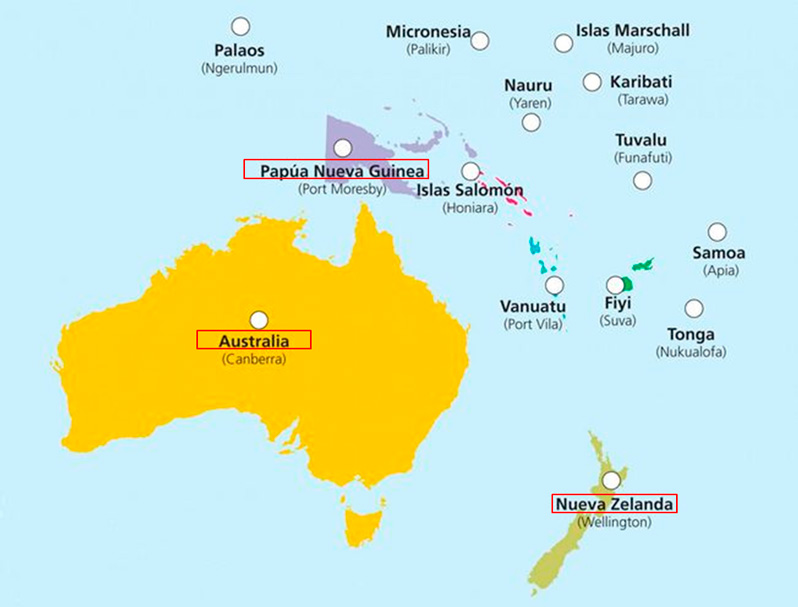 Palaos
(Ngerulmun)
Micronesia
(Palikir)
Islas Marschall
(Majuro)
Nauru
(Yaren)
Karibati
(Tarawa)
Tuvalu
(Funafuti)
Papúa Nueva Guinea
(Port Moresby)
Islas Salomón
(Honiara)
Samoa
(Apia)
Vanuatu
(Port Vila)
Fiyi
(Suva)
Tonga
(Nukualofa)
Australia
(Canberra)
Nueva Zelanda
(Wellington)